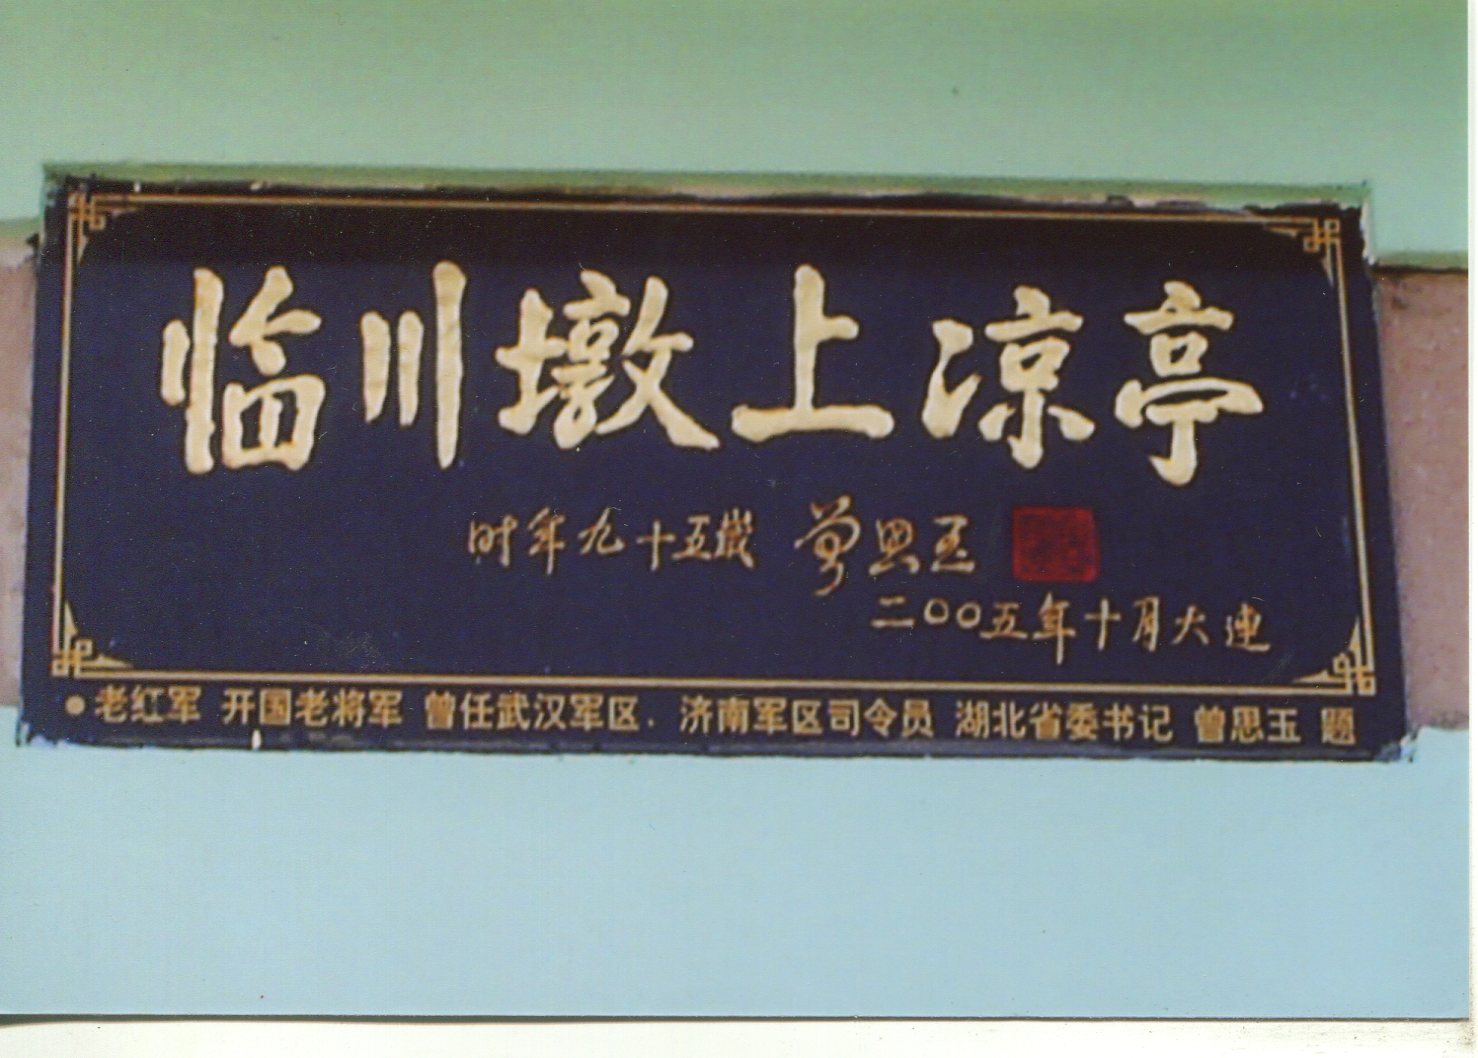 临川墩上凉亭
时年九十五岁 曾思玉
二〇〇五年十月大连
●老红军 开国老将军 曾任武汉军区．济南军区司令员 湖北省委书记 曾思玉 题